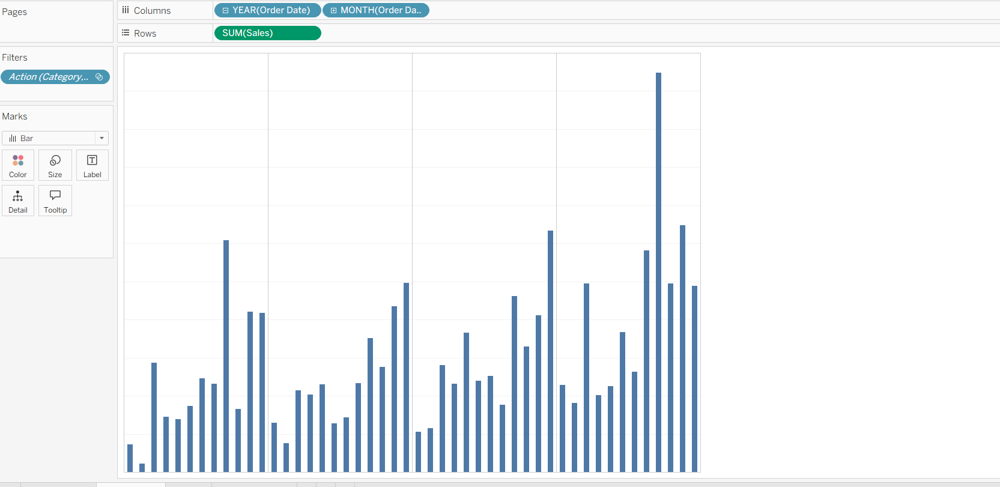 Pages
Columns
YEAR(Order Date)
MONTH(Order Da..
Rows
SUM(Sales)
Filters
Action (Category,..
Marks
Bar
Color
Size
Label
Detail
Tooltip